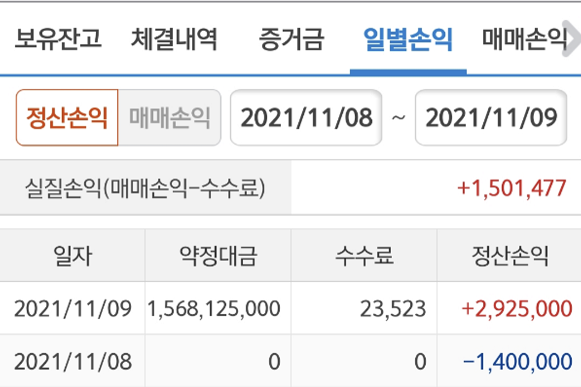 보유잔고 체결내역 증거금 일별손익 매매손익
정산손익 매매손익 2021/11/08 ~ 2021/11/09
실질손익(매매손익-수수료) +1,501,477
일자 약정대금 수수료 정산손익
2021/11/09 1,568,125,000 23,523 +2,925,000
2021/11/08 0 0 -1,400,000